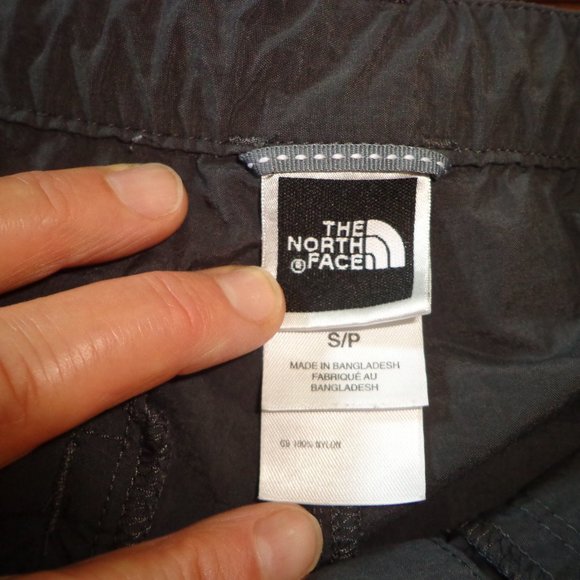 THE
NORTH
® FACE
S/P
MADE IN BANGLADESH
FABRIQUÉ AU
BANGLADESH
100% NYLON